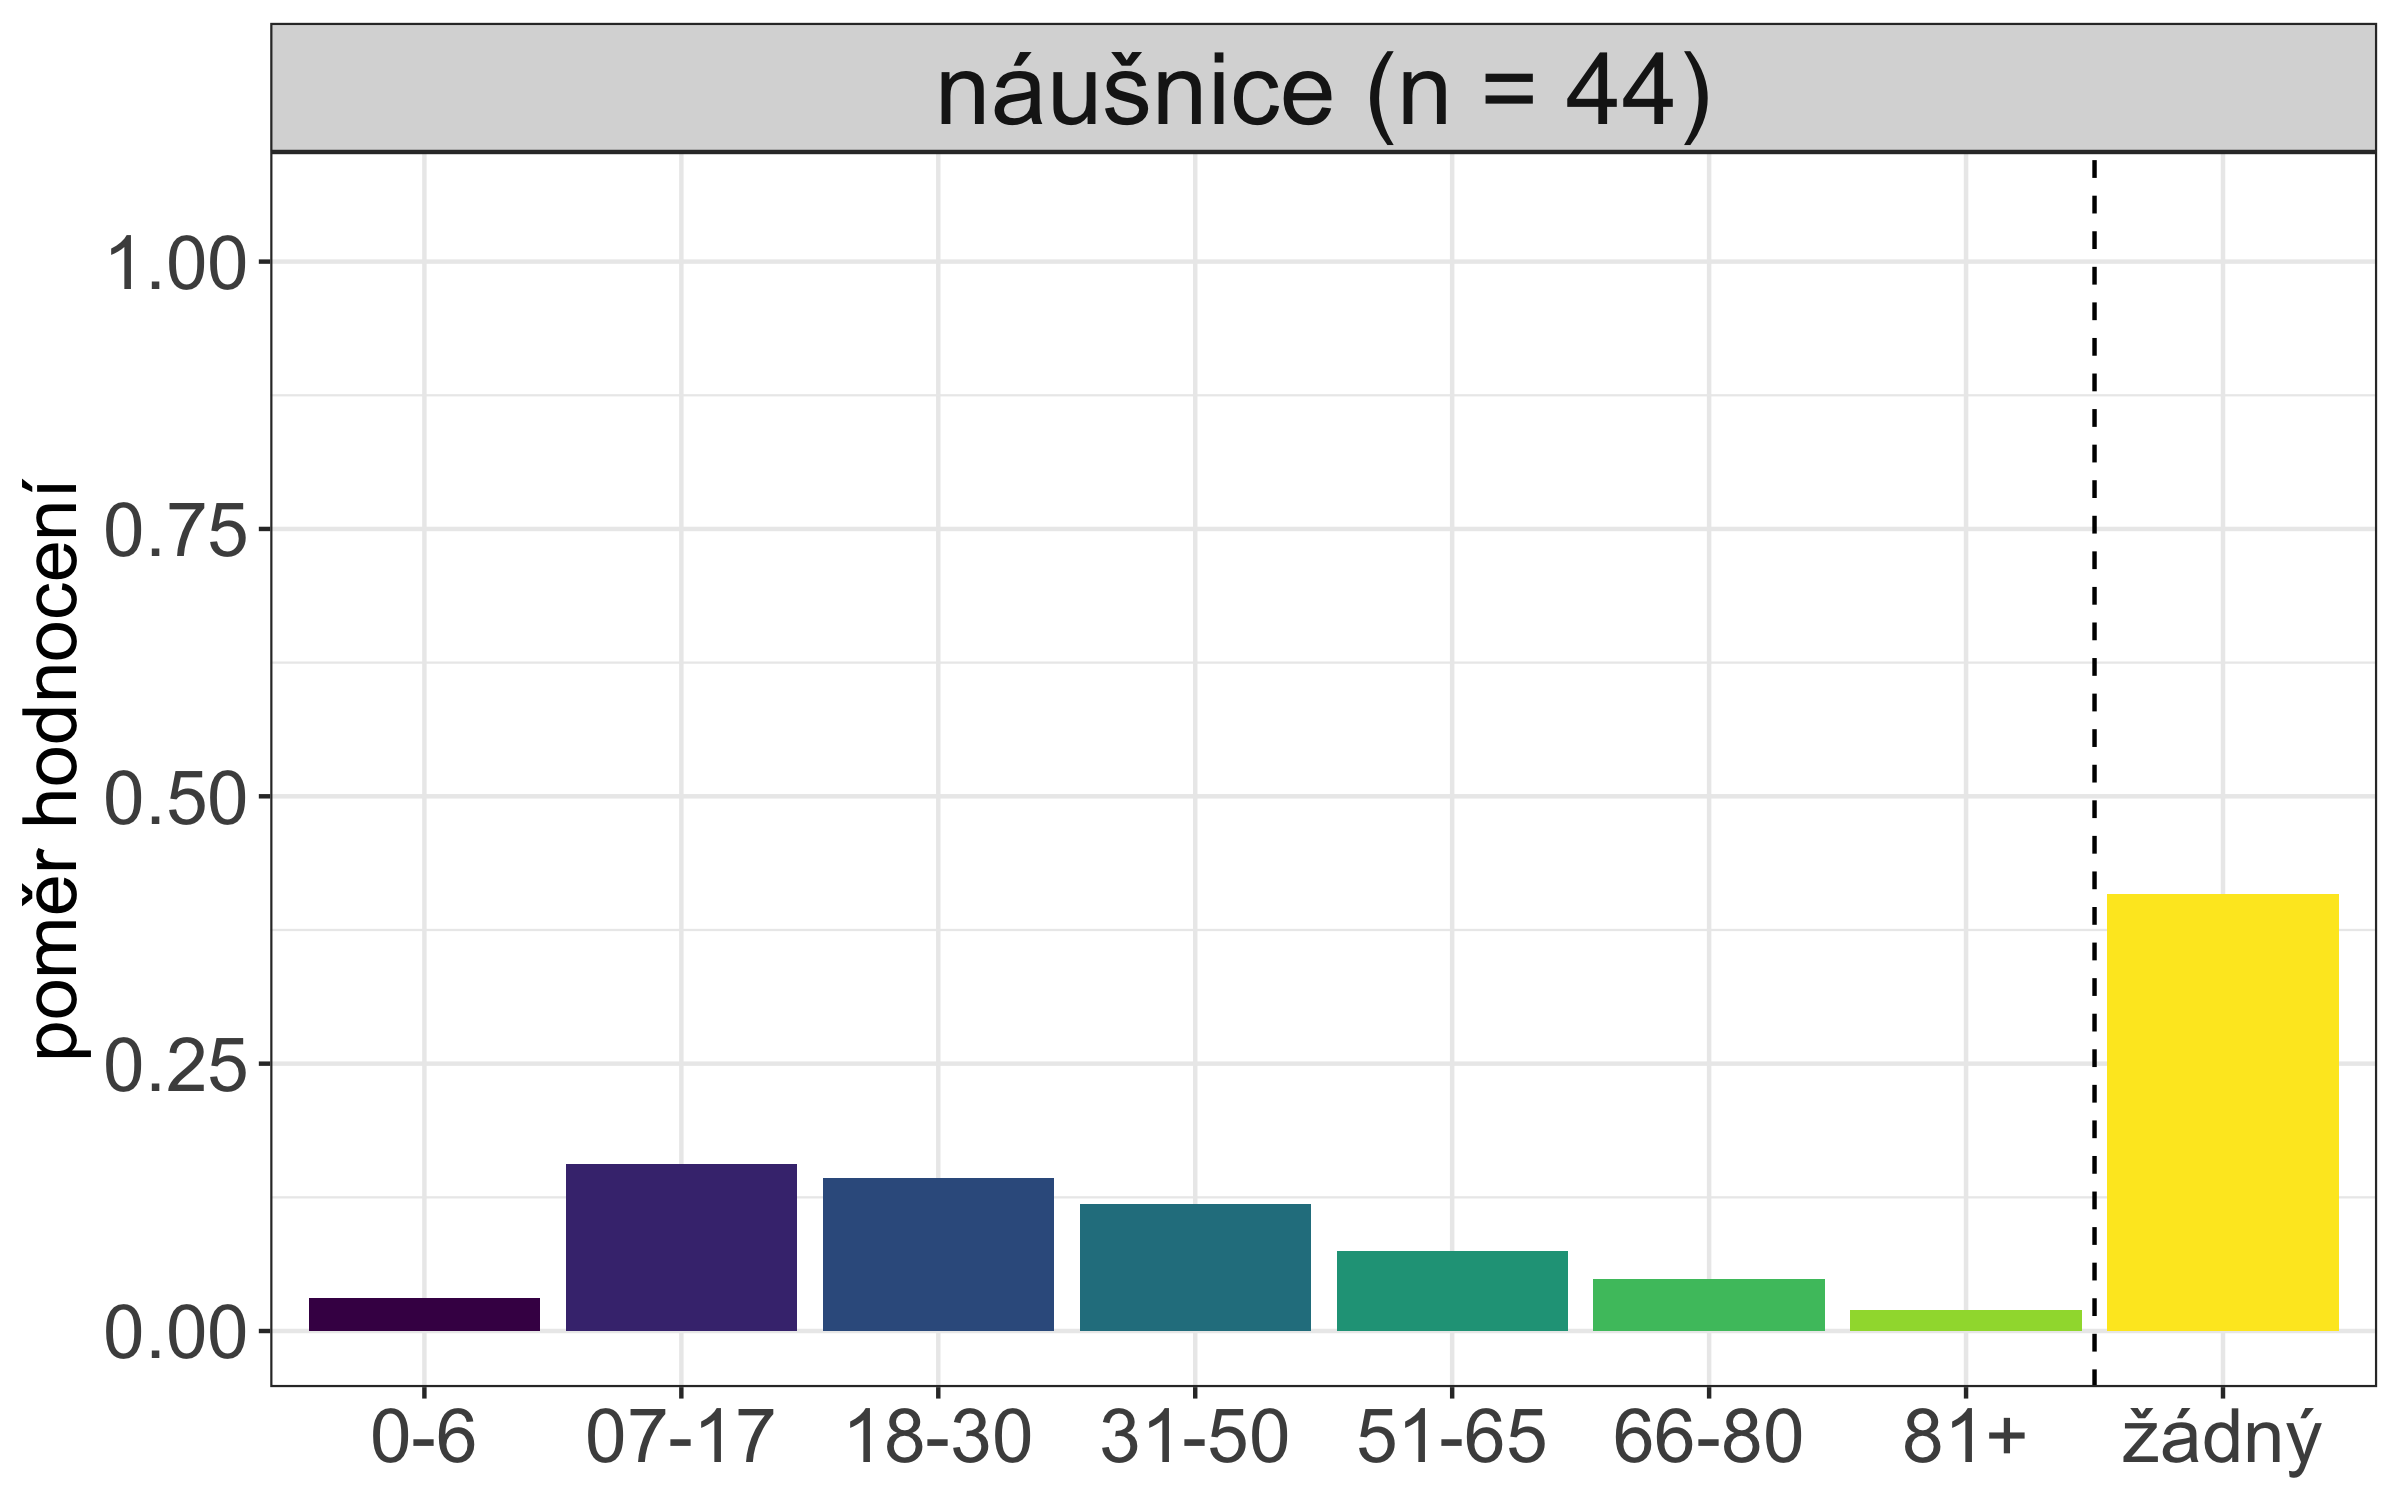 náušnice (n = 44)
poměr hodnocení
1.00
0.75
0.50
0.25
0.00
0-6 07-17 18-30 31-50 51-65 66-80 81+ žádný